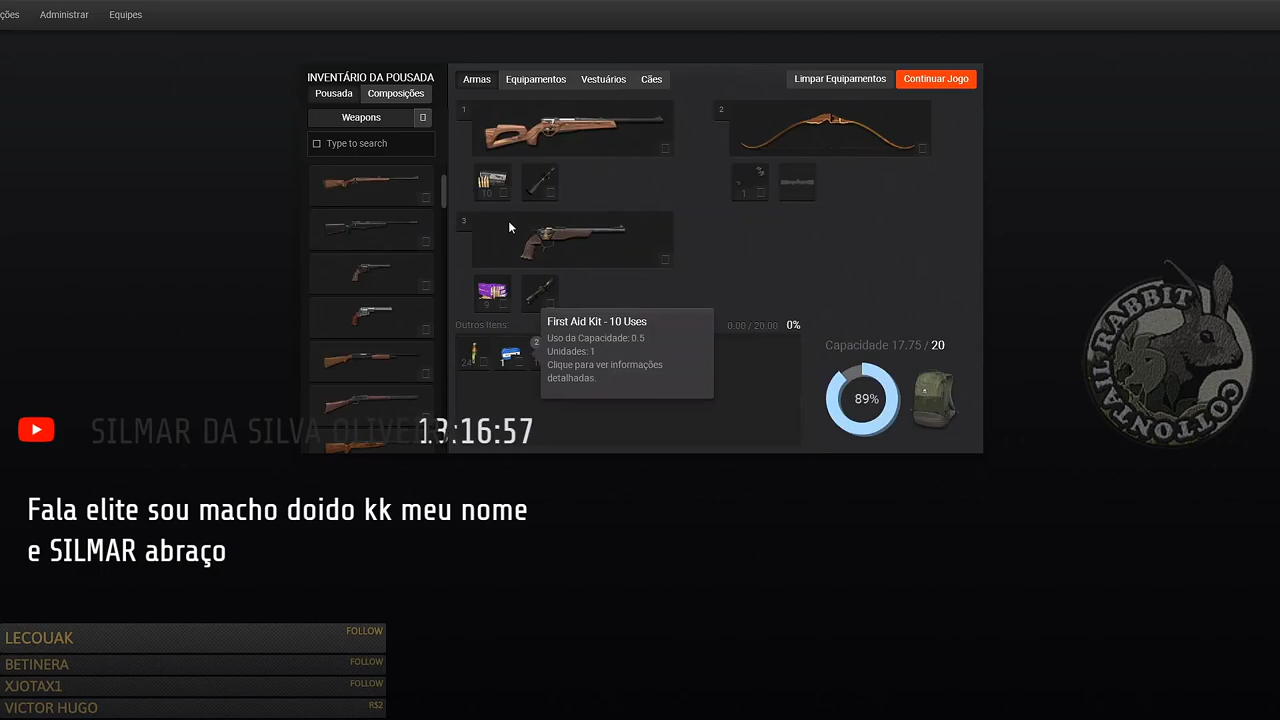 ções Administrar Equipes
INVENTÁRIO DA POUSADA
Pousada Composições
Weapons
Type to search
Armas Equipamentos Vestuários Cães
Limpar Equipamentos Continuar Jogo
1
2
10
1
3
9
Outros Itens:
0.00 / 20.00 0%
24
1
2
First Aid Kit - 10 Uses
Uso da Capacidade: 0.5
Unidades: 1
Clique para ver informações
detalhadas.
Capacidade 17.75 / 20
89%
COTTONTAIL RABBIT
SILMAR DA SILVA OLIVE
13:16:57
Fala elite sou macho doido kk meu nome
e SILMAR abraço
LECOUAK FOLLOW
BETINERA FOLLOW
XJOTAX1 FOLLOW
VICTOR HUGO R$2